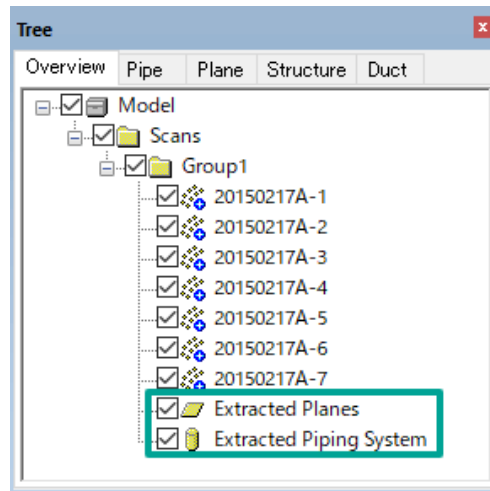 Tree
Overview Pipe Plane Structure Duct
Model
Scans
Group1
20150217A-1
20150217A-2
20150217A-3
20150217A-4
20150217A-5
20150217A-6
20150217A-7
Extracted Planes
Extracted Piping System